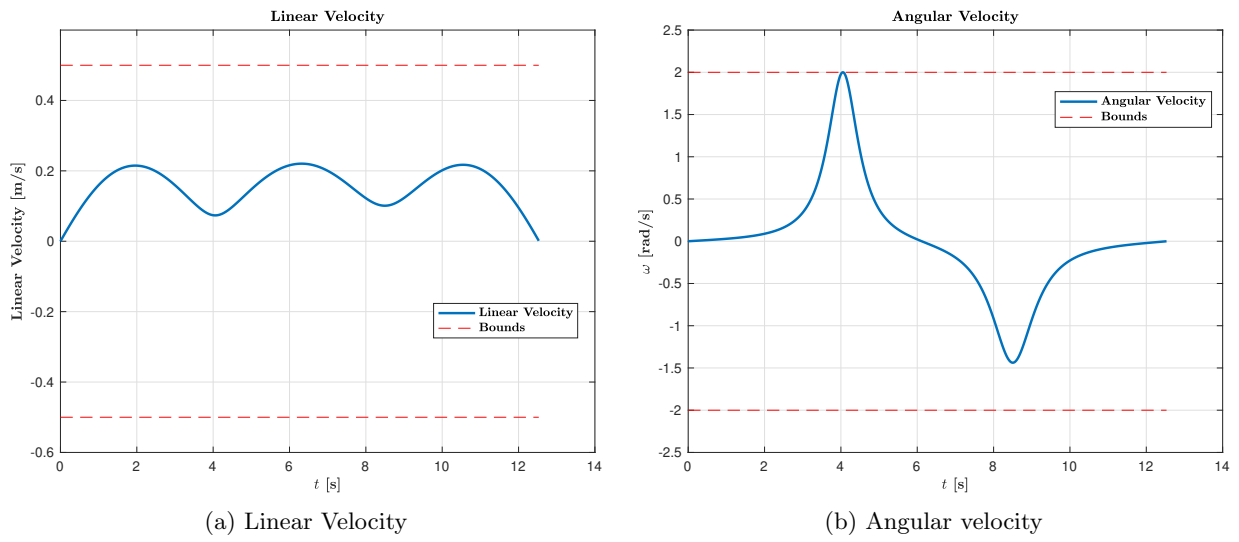 Linear Velocity
0.4
0.2
0
-0.2
-0.4
-0.6
0 2 4 6 8 10 12 14
Linear Velocity [m/s]
t [s]
Linear Velocity
Bounds
(a) Linear Velocity
Angular Velocity
2.5
2
1.5
1
0.5
0
-0.5
-1
-1.5
-2
-2.5
0 2 4 6 8 10 12 14
ω [rad/s]
t [s]
Angular Velocity
Bounds
(b) Angular velocity